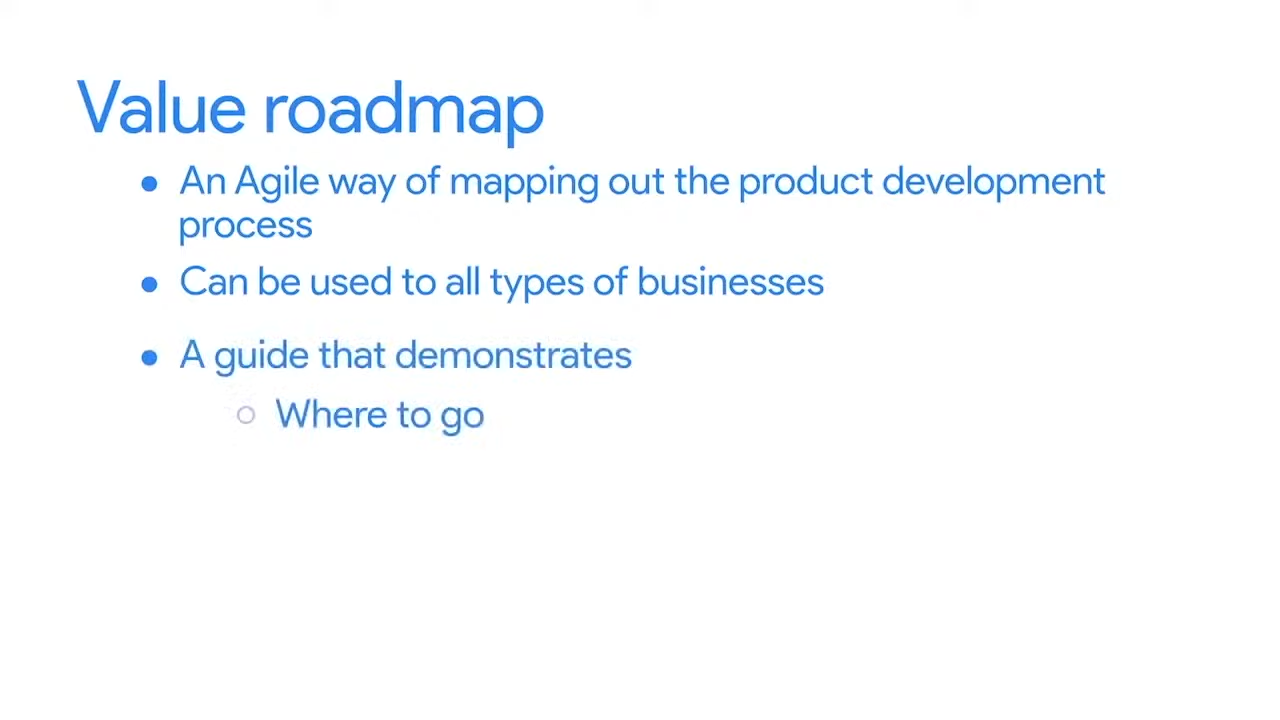 Value roadmap
● An Agile way of mapping out the product development
process
● Can be used to all types of businesses
● A guide that demonstrates
○ Where to go